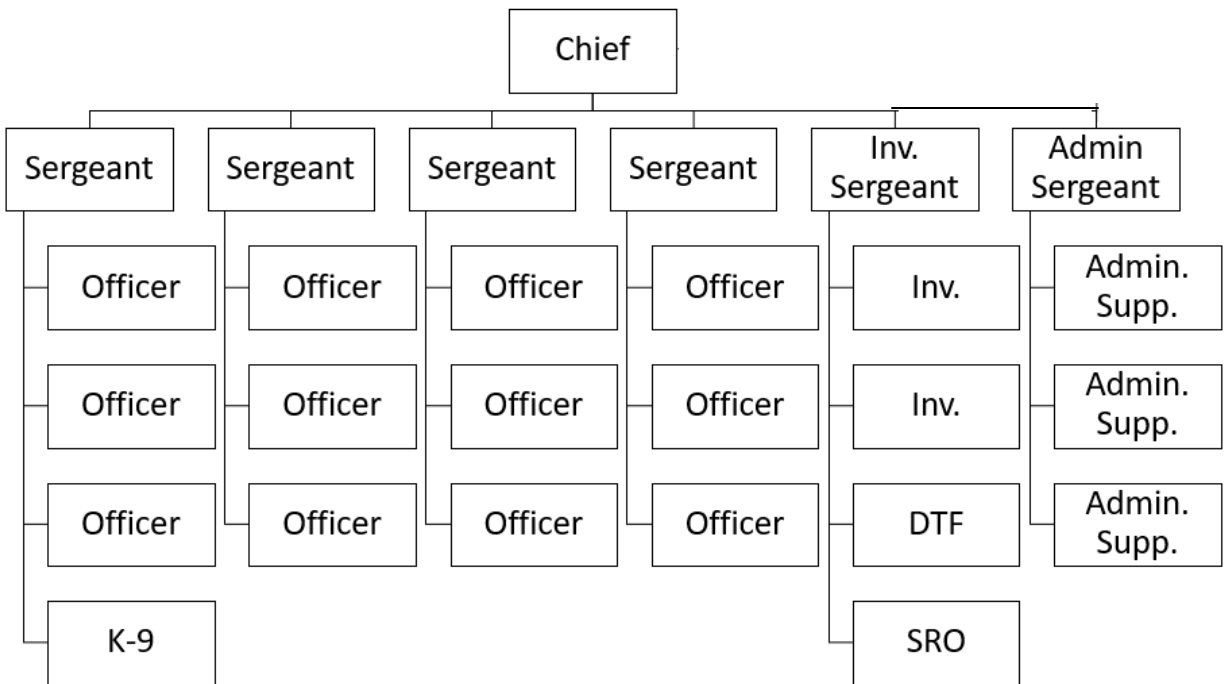 Chief
Sergeant
Sergeant
Sergeant
Sergeant
Inv.
Sergeant
Admin
Sergeant
Officer
Officer
Officer
Officer
Inv.
Admin.
Supp.
Officer
Officer
Officer
Officer
Inv.
Admin.
Supp.
Officer
Officer
Officer
Officer
DTF
Admin.
Supp.
K-9
SRO